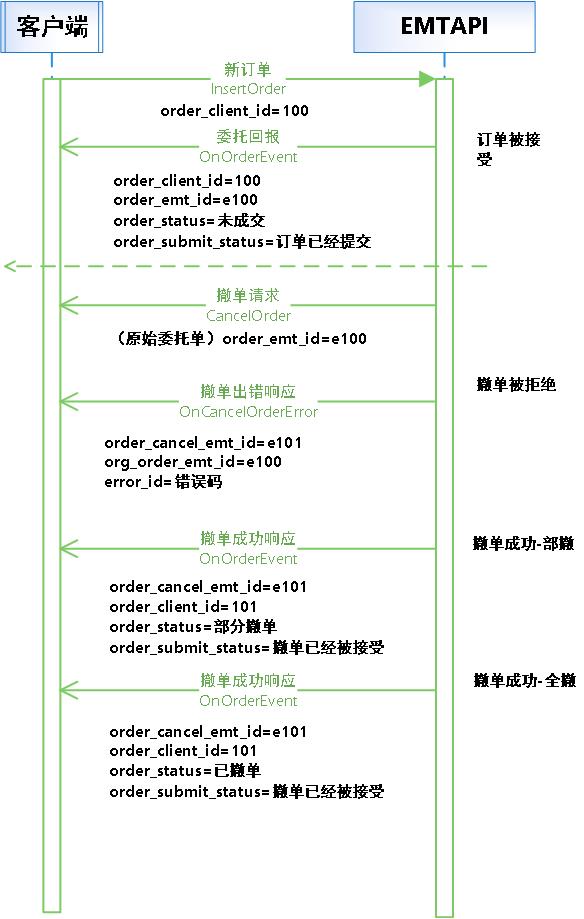 客户端
EMTAPI
新订单
InsertOrder
order_client_id=100
委托回报
OnOrderEvent
订单被接
受
order_client_id=100
order_emt_id=e100
order_status=未成交
order_submit_status=订单已经提交
撤单请求
CancelOrder
（原始委托单）order_emt_id=e100
撤单被拒绝
撤单出错响应
OnCancelOrderError
order_cancel_emt_id=e101
org_order_emt_id=e100
error_id=错误码
撤单成功响应
OnOrderEvent
撤单成功-部撤
order_cancel_emt_id=e101
order_client_id=101
order_status=部分撤单
order_submit_status=撤单已经被接受
撤单成功响应
OnOrderEvent
撤单成功-全撤
order_cancel_emt_id=e101
order_client_id=101
order_status=已撤单
order_submit_status=撤单已经被接受